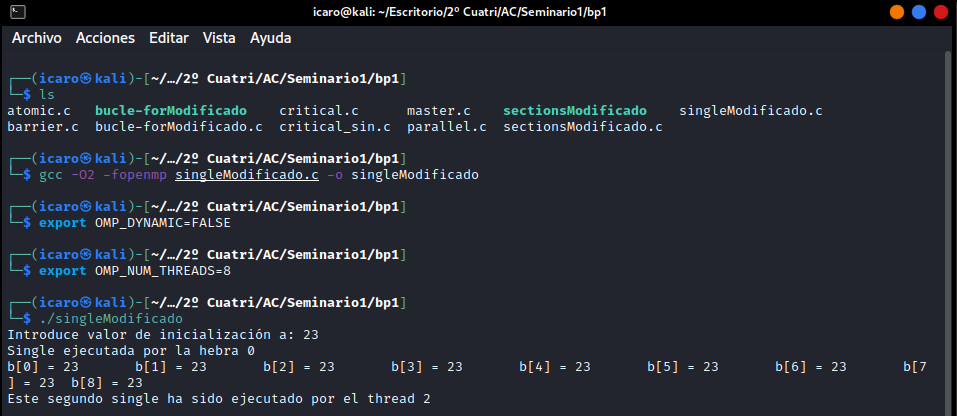 icaro@kali: ~/Escritorio/2º Cuatri/AC/Seminario1/bp1
Archivo Acciones Editar Vista Ayuda
┌──(icaro㉿kali)-[~/…/2º Cuatri/AC/Seminario1/bp1]
└─$ ls
atomic.c bucle-forModificado critical.c master.c sectionsModificado singleModificado.c
barrier.c bucle-forModificado.c critical_sin.c parallel.c sectionsModificado.c
┌──(icaro㉿kali)-[~/…/2º Cuatri/AC/Seminario1/bp1]
└─$ gcc -O2 -fopenmp singleModificado.c -o singleModificado
┌──(icaro㉿kali)-[~/…/2º Cuatri/AC/Seminario1/bp1]
└─$ export OMP_DYNAMIC=FALSE
┌──(icaro㉿kali)-[~/…/2º Cuatri/AC/Seminario1/bp1]
└─$ export OMP_NUM_THREADS=8
┌──(icaro㉿kali)-[~/…/2º Cuatri/AC/Seminario1/bp1]
└─$ ./singleModificado
Introduce valor de inicialización a: 23
Single ejecutada por la hebra 0
b[0] = 23 b[1] = 23 b[2] = 23 b[3] = 23 b[4] = 23 b[5] = 23 b[6] = 23 b[7
] = 23 b[8] = 23
Este segundo single ha sido ejecutado por el thread 2